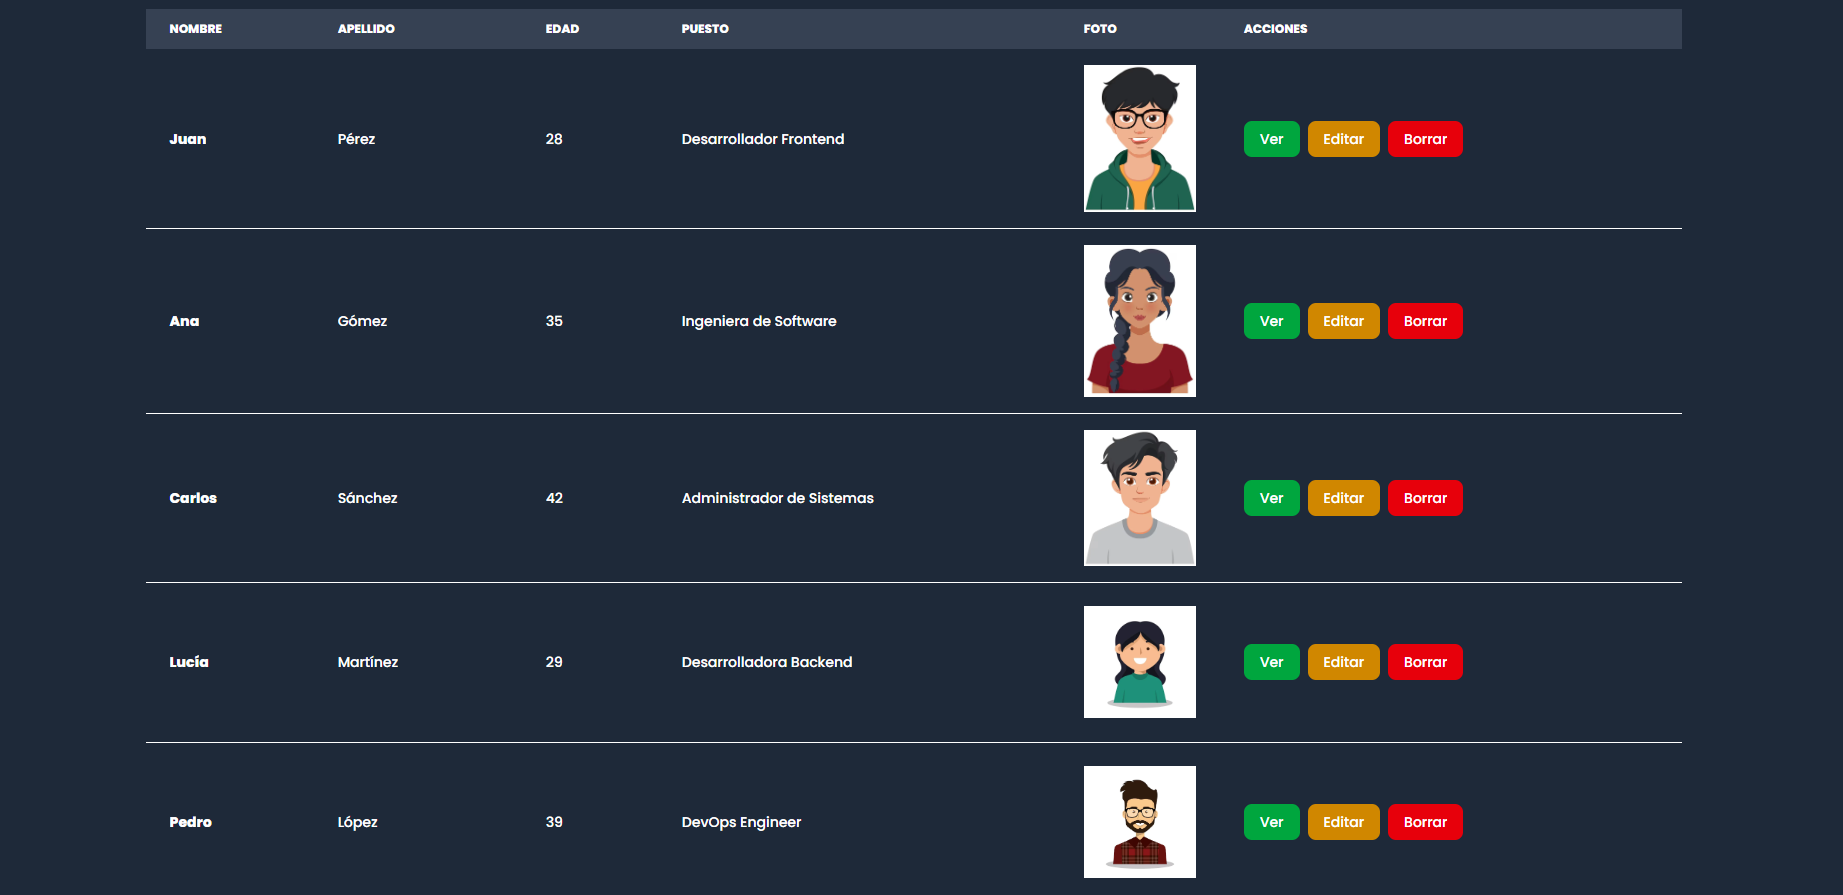 NOMBRE APELLIDO EDAD PUESTO FOTO ACCIONES
Juan Pérez 28 Desarrollador Frontend Ver Editar Borrar
Ana Gómez 35 Ingeniera de Software Ver Editar Borrar
Carlos Sánchez 42 Administrador de Sistemas Ver Editar Borrar
Lucía Martínez 29 Desarrolladora Backend Ver Editar Borrar
Pedro López 39 DevOps Engineer Ver Editar Borrar